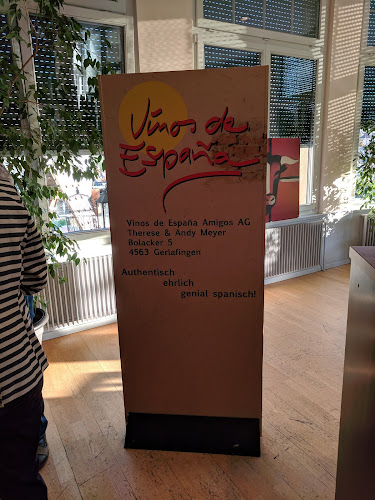 Vinos de
España
Vinos de España Amigos AG
Therese & Andy Meyer
Bolacker 5
4563 Gerlafingen
Authentisch
ehrlich
genial spanisch!